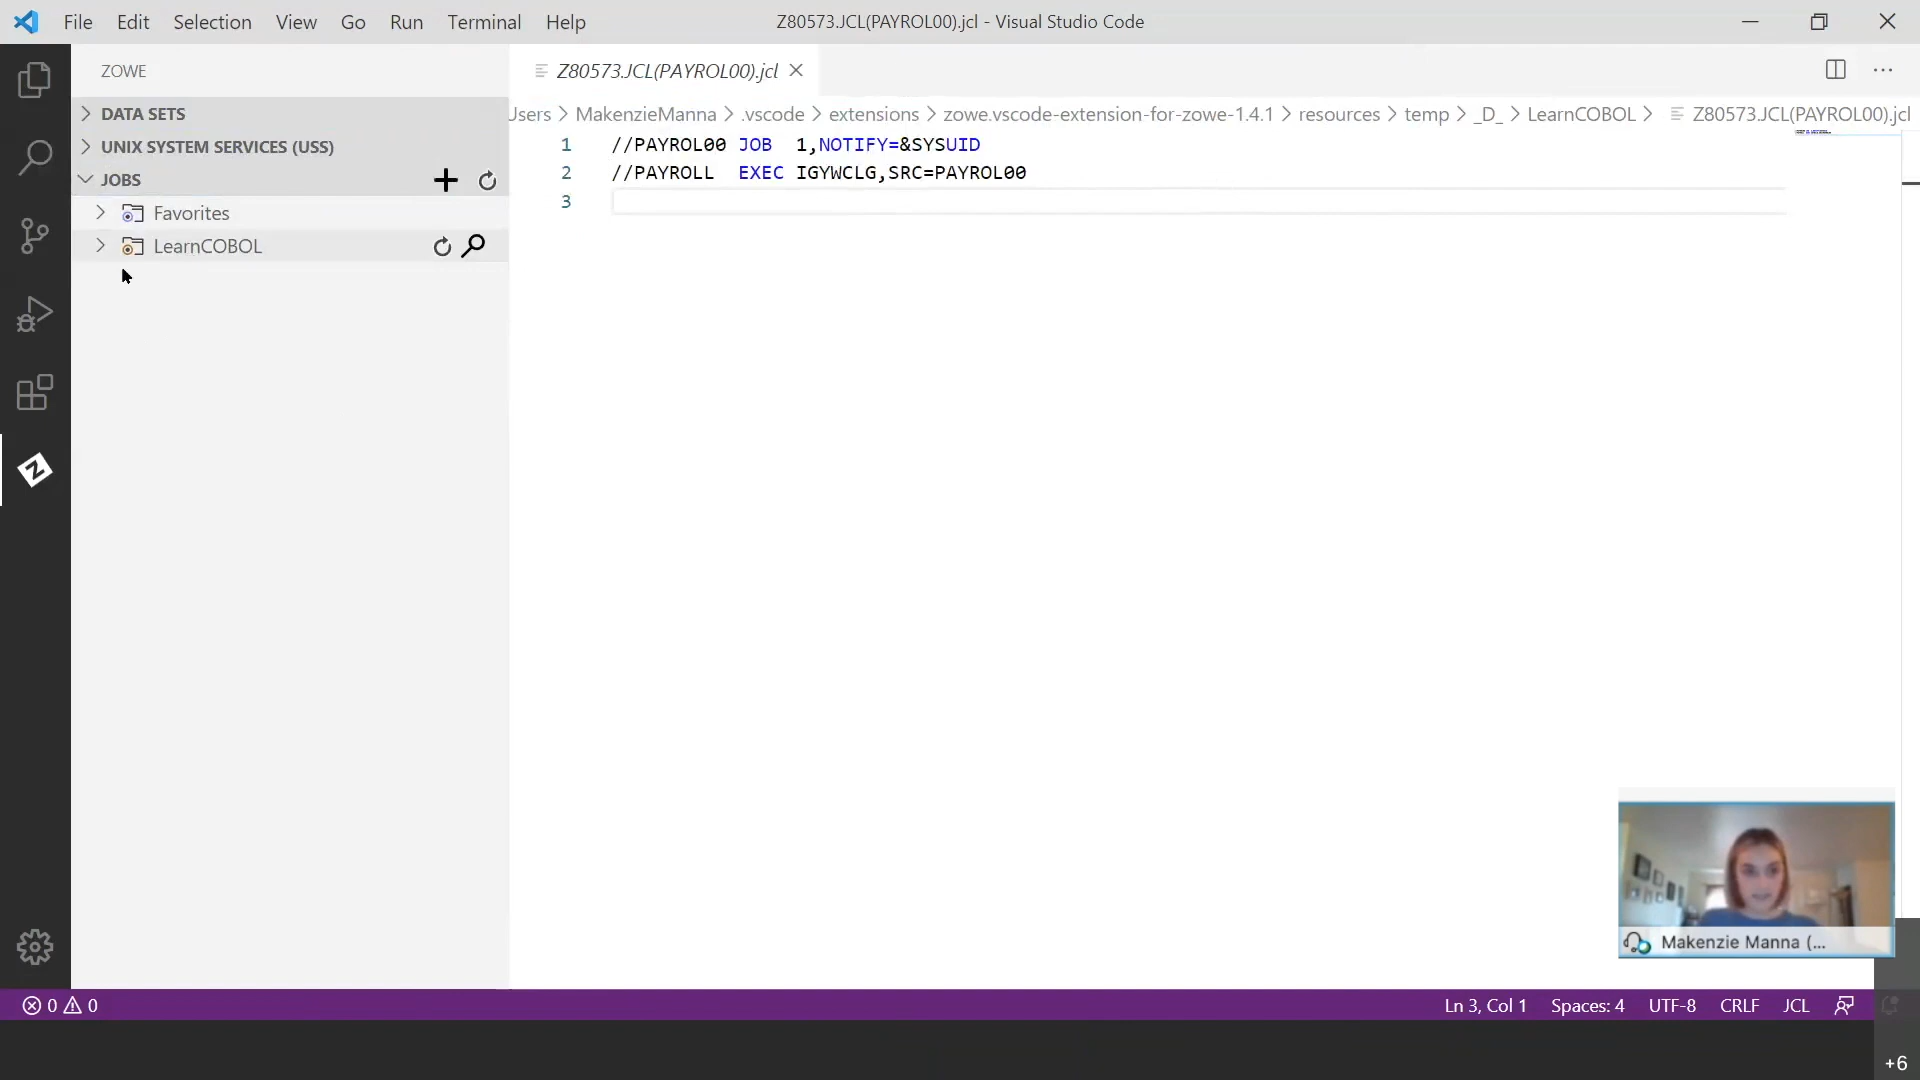 File Edit Selection View Go Run Terminal Help
Z80573.JCL(PAYROL00).jcl - Visual Studio Code
ZOWE
Z80573.JCL(PAYROL00).jcl
DATA SETS
UNIX SYSTEM SERVICES (USS)
JOBS
Favorites
LearnCOBOL
Users > MakenzieManna > .vscode > extensions > zowe.vscode-extension-for-zowe-1.4.1 > resources > temp > _D_ > LearnCOBOL > Z80573.JCL(PAYROL00).jcl
1 //PAYROL00 JOB 1,NOTIFY=&SYSUID
2 //PAYROLL EXEC IGYWCLG,SRC=PAYROL00
3
Makenzie Manna (...
0 0
Ln 3, Col 1 Spaces: 4 UTF-8 CRLF JCL
+6